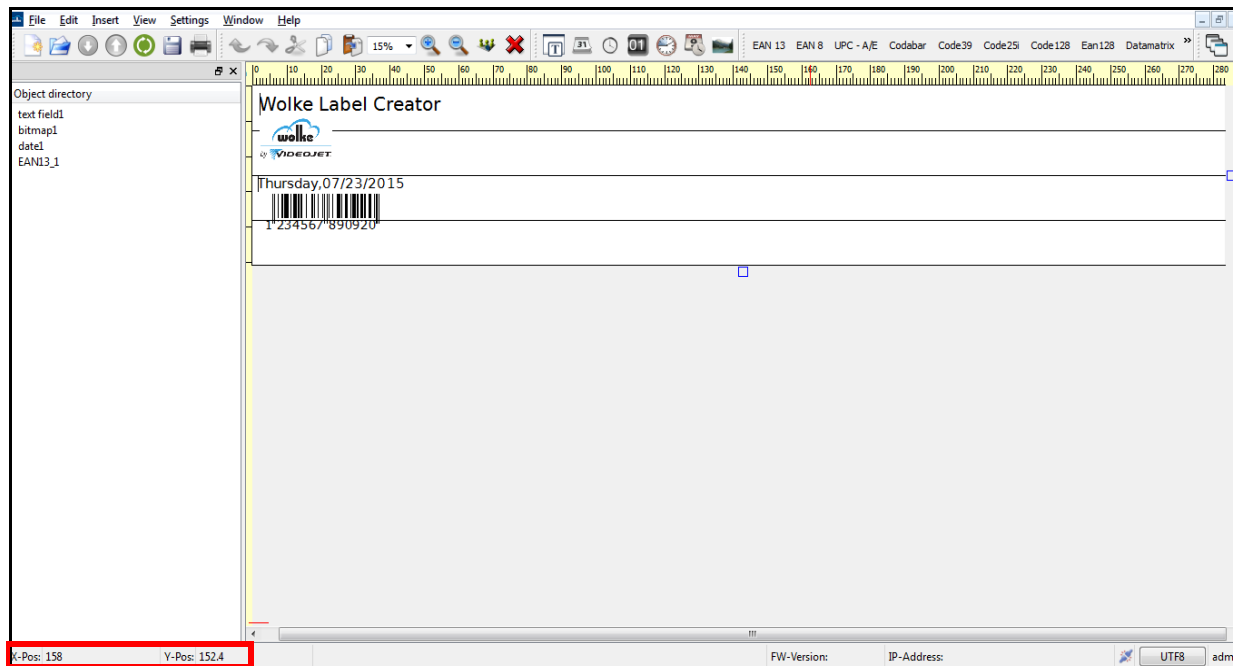 File Edit Insert View Settings Window Help
31 01 15% EAN 13 EAN 8 UPC - A/E Codabar Code39 Code25i Code128 Ean128 Datamatrix »
0 10 20 30 40 50 60 70 80 90 100 110 120 130 140 150 160 170 180 190 200 210 220 230 240 250 260 270 280
Object directory
text field1
bitmap1
date1
EAN13_1
Wolke Label Creator
wolke
by VIDEOJET.
Thursday,07/23/2015
1 234567 890920
X-Pos: 158 Y-Pos: 152.4 FW-Version: IP-Address: UTF8 adm